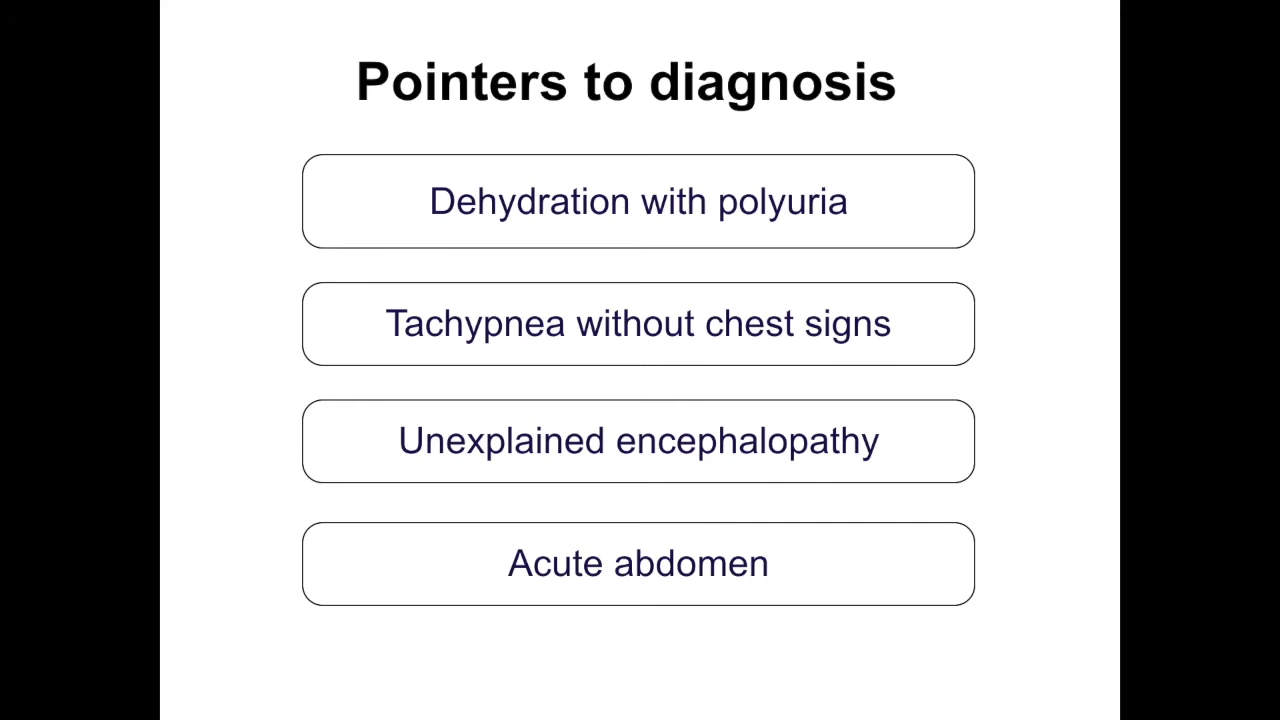 Pointers to diagnosis
Dehydration with polyuria
Tachypnea without chest signs
Unexplained encephalopathy
Acute abdomen